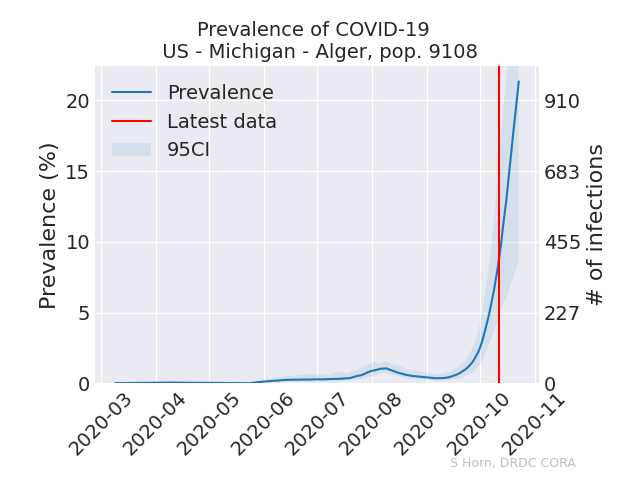 Prevalence of COVID-19
US - Michigan - Alger, pop. 9108
Prevalence
Latest data
95CI
Prevalence (%)
20
15
10
5
0
910
683
455
227
0
# of infections
2020-03
2020-04
2020-05
2020-06
2020-07
2020-08
2020-09
2020-10
2020-11
S Horn, DRDC CORA